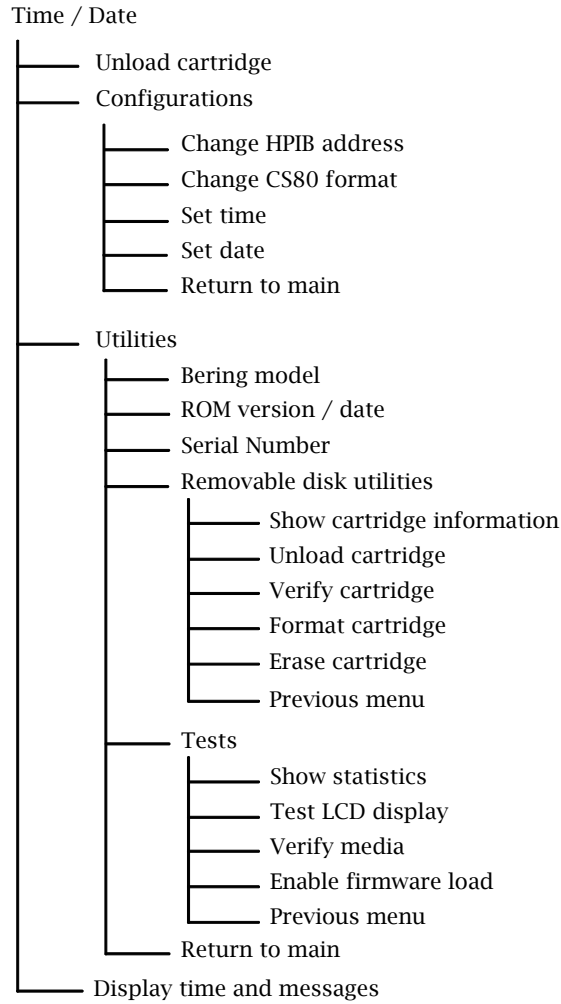 Time / Date
Unload cartridge
Configurations
Change HPIB address
Change CS80 format
Set time
Set date
Return to main
Utilities
Bering model
ROM version / date
Serial Number
Removable disk utilities
Show cartridge information
Unload cartridge
Verify cartridge
Format cartridge
Erase cartridge
Previous menu
Tests
Show statistics
Test LCD display
Verify media
Enable firmware load
Previous menu
Return to main
Display time and messages